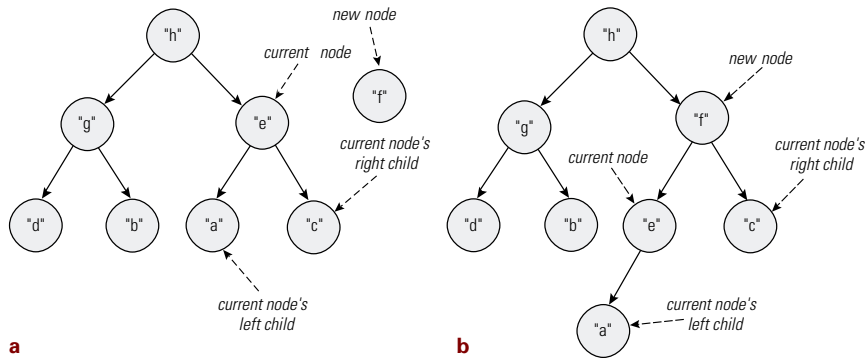 "h"
current node
new node
"f"
"g"
"e"
current node's
right child
"d"
"b"
"a"
"c"
current node's
left child
a
"h"
new node
"g"
"f"
current node
current node's
right child
"d"
"b"
"e"
"c"
"a"
current node's
left child
b